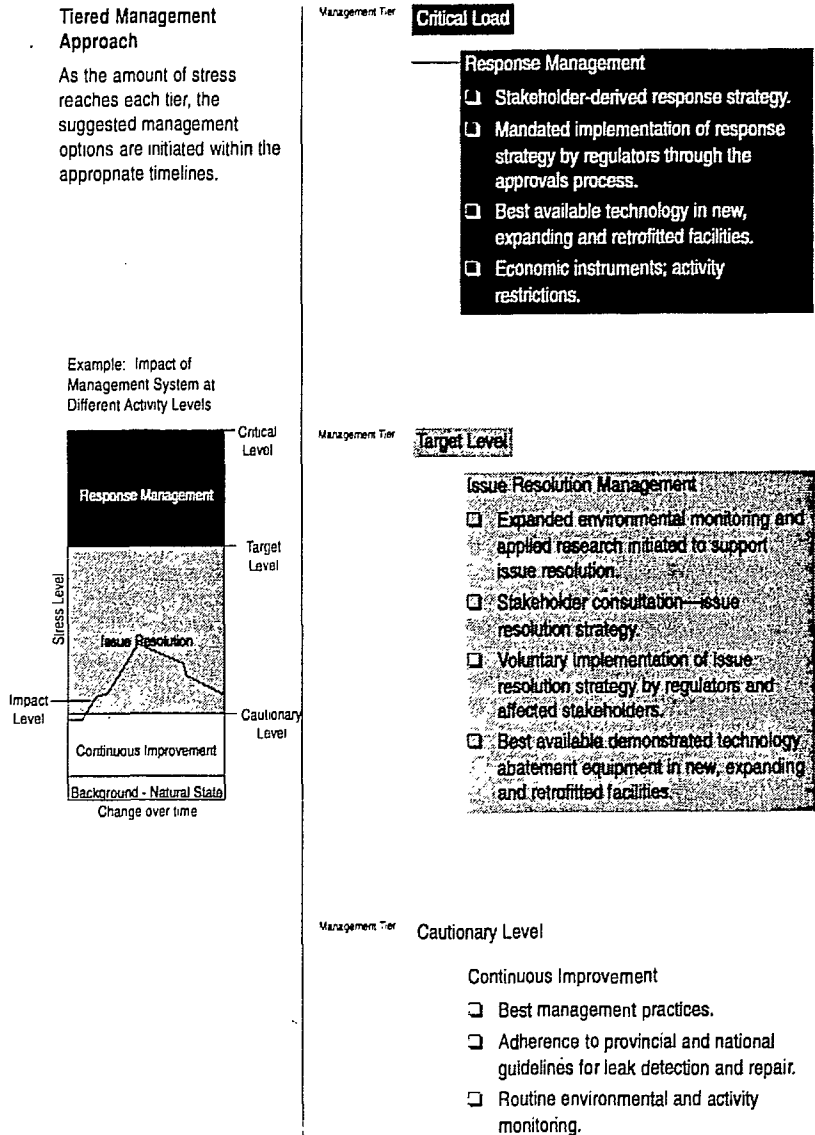 Tiered Management
Approach
As the amount of stress
reaches each tier, the
suggested management
options are initiated within the
appropriate timelines.
Example: Impact of
Management System at
Different Activity Levels
Critical
Level
Response Management
Target
Level
Stress Level
Issue Resolution
Impact
Level
Cautionary
Level
Continuous Improvement
Background - Natural State
Change over time
Management Tier
Critical Load
Response Management
❑ Stakeholder-derived response strategy.
❑ Mandated implementation of response
strategy by regulators through the
approvals process.
❑ Best available technology in new,
expanding and retrofitted facilities.
❑ Economic instruments; activity
restrictions.
Management Tier
Target Level
Issue Resolution Management
❑ Expanded environmental monitoring and
applied research initiated to support
issue resolution.
❑ Stakeholder consultation—issue
resolution strategy.
❑ Voluntary implementation of issue
resolution strategy by regulators and
affected stakeholders.
❑ Best available demonstrated technology
abatement equipment in new, expanding
and retrofitted facilities.
Management Tier
Cautionary Level
Continuous Improvement
❑ Best management practices.
❑ Adherence to provincial and national
guidelines for leak detection and repair.
❑ Routine environmental and activity
monitoring.